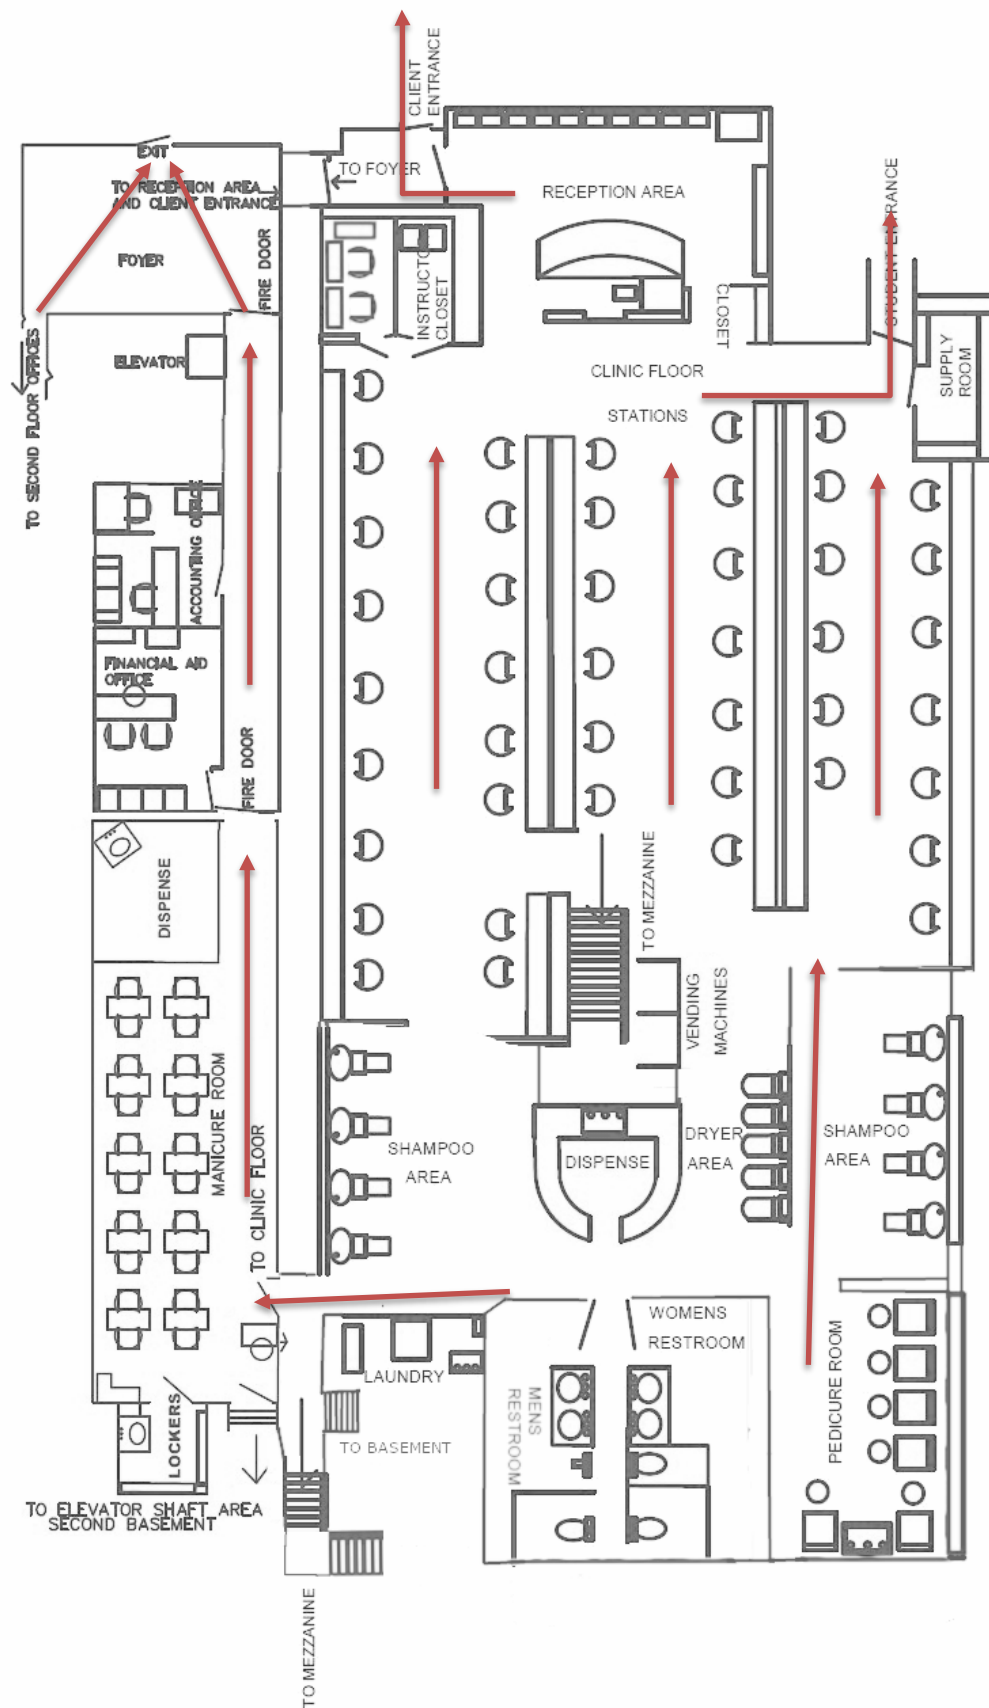 CLIENT
ENTRANCE
EXIT
TO FOYER
TO RECEPTION AREA
AND CLIENT ENTRANCE
RECEPTION AREA
STUDENT ENTRANCE
FOYER
FIRE DOOR
INSTRUCTOR
CLOSET
CLOSET
TO SECOND FLOOR OFFICES
ELEVATOR
CLINIC FLOOR
STATIONS
SUPPLY
ROOM
ACCOUNTING OFFICE
FINANCIAL AID
OFFICE
FIRE DOOR
DISPENSE
TO MEZZANINE
VENDING
MACHINES
MANICURE ROOM
TO CLINIC FLOOR
SHAMPOO
AREA
DISPENSE
DRYER
AREA
SHAMPOO
AREA
WOMENS
RESTROOM
LAUNDRY
MENS
RESTROOM
PEDICURE ROOM
LOCKERS
TO BASEMENT
TO ELEVATOR SHAFT AREA
SECOND BASEMENT
TO MEZZANINE